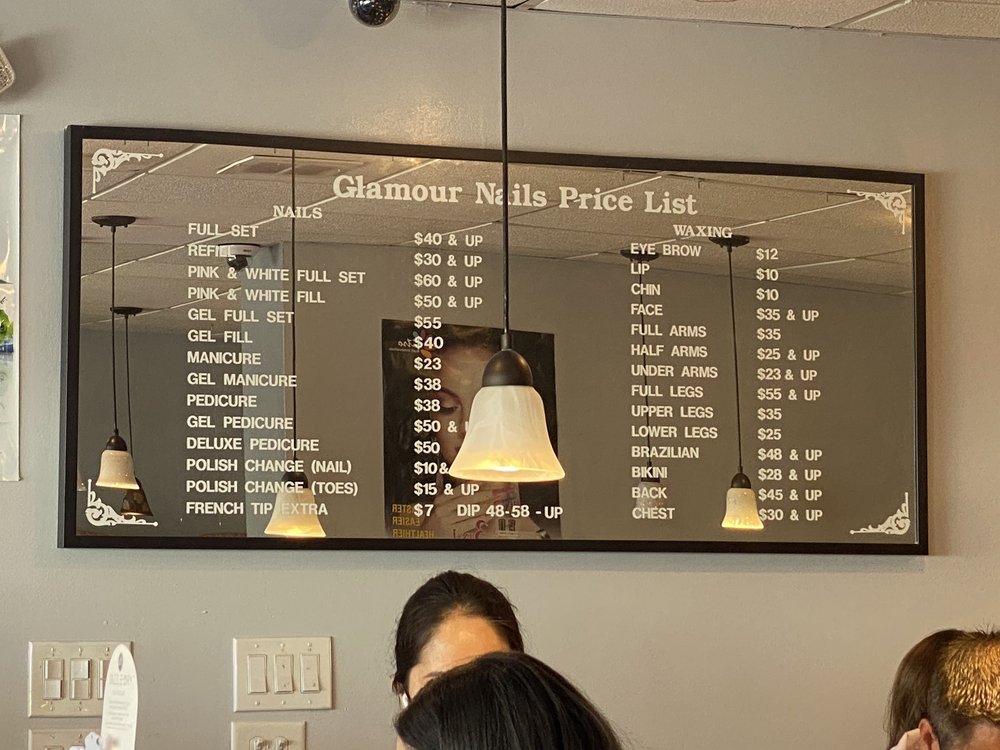 Glamour Nails Price List
NAILS
FULL SET $40 & UP
REFILL $30 & UP
PINK & WHITE FULL SET $60 & UP
PINK & WHITE FILL $50 & UP
GEL FULL SET $55
GEL FILL $40
MANICURE $23
GEL MANICURE $38
PEDICURE $38
GEL PEDICURE $50 &
DELUXE PEDICURE $50
POLISH CHANGE (NAIL) $10&
POLISH CHANGE (TOES) $15 & UP
FRENCH TIP EXTRA $7 DIP 48-58 - UP
WAXING
EYE BROW $12
LIP $10
CHIN $10
FACE $35 & UP
FULL ARMS $35
HALF ARMS $25 & UP
UNDER ARMS $23 & UP
FULL LEGS $55 & UP
UPPER LEGS $35
LOWER LEGS $25
BRAZILIAN $48 & UP
BIKINI $28 & UP
BACK $45 & UP
CHEST $30 & UP
EASIER
HEALTHIER